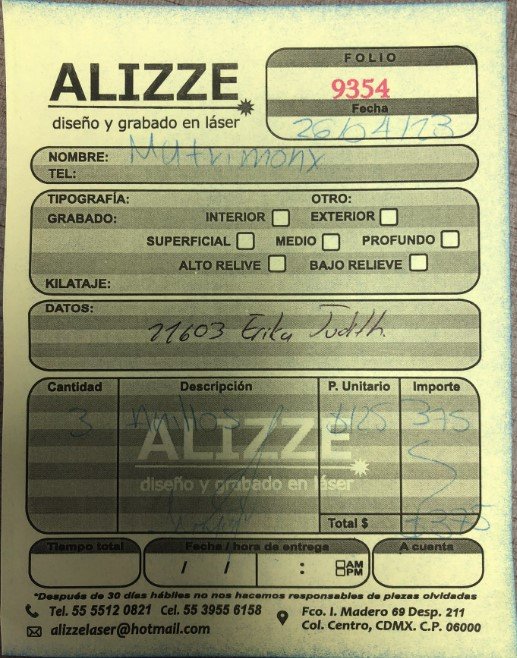 ALIZZE
diseño y grabado en láser
FOLIO
9354
Fecha
26/04/23
NOMBRE: Mutrimonx
TEL:
TIPOGRAFÍA: OTRO:
GRABADO: INTERIOR EXTERIOR
SUPERFICIAL MEDIO PROFUNDO
ALTO RELIVE BAJO RELIEVE
KILATAJE:
DATOS:
21603 Erika Judith.
Cantidad Descripción P. Unitario Importe
3 Anillos $125 375
ALIZZE
diseño y grabado en láser
Total $ $375
Tiempo total Fecha / hora de entrega A cuenta
/ / : AM
PM
*Después de 30 días hábiles no nos hacemos responsables de piezas olvidadas
Tel. 55 5512 0821 Cel. 55 3955 6158
alizzelaser@hotmail.com
Fco. I. Madero 69 Desp. 211
Col. Centro, CDMX. C.P. 06000